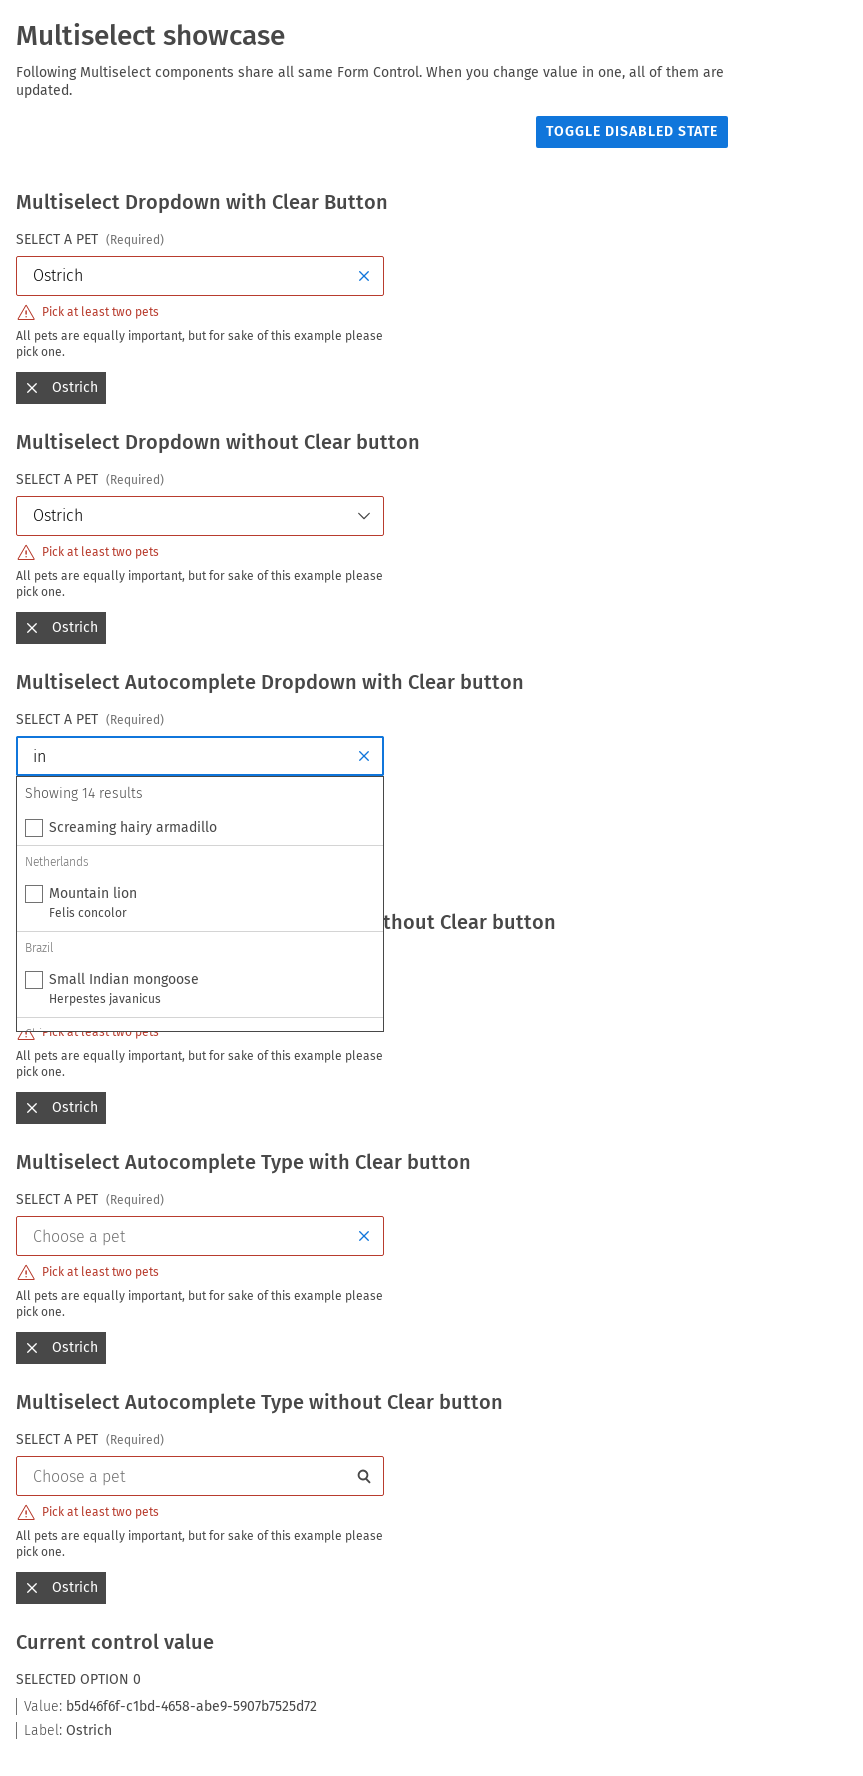 Multiselect showcase
Following Multiselect components share all same Form Control. When you change value in one, all of them are
updated.
TOGGLE DISABLED STATE
Multiselect Dropdown with Clear Button
SELECT A PET (Required)
Ostrich
Pick at least two pets
All pets are equally important, but for sake of this example please
pick one.
Ostrich
Multiselect Dropdown without Clear button
SELECT A PET (Required)
Ostrich
Pick at least two pets
All pets are equally important, but for sake of this example please
pick one.
Ostrich
Multiselect Autocomplete Dropdown with Clear button
SELECT A PET (Required)
in
Showing 14 results
Screaming hairy armadillo
Netherlands
Mountain lion
Felis concolor
thout Clear button
Brazil
Small Indian mongoose
Herpestes javanicus
Pick at least two pets
All pets are equally important, but for sake of this example please
pick one.
Ostrich
Multiselect Autocomplete Type with Clear button
SELECT A PET (Required)
Choose a pet
Pick at least two pets
All pets are equally important, but for sake of this example please
pick one.
Ostrich
Multiselect Autocomplete Type without Clear button
SELECT A PET (Required)
Choose a pet
Pick at least two pets
All pets are equally important, but for sake of this example please
pick one.
Ostrich
Current control value
SELECTED OPTION 0
Value: b5d46f6f-c1bd-4658-abe9-5907b7525d72
Label: Ostrich